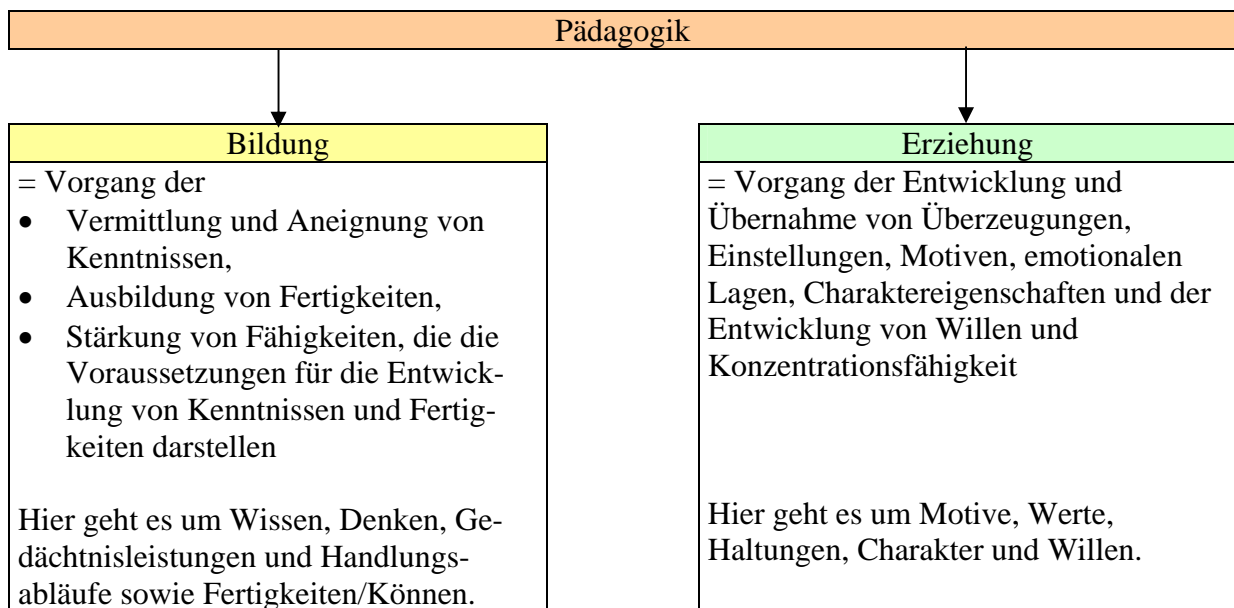 Pädagogik
Bildung
= Vorgang der
• Vermittlung und Aneignung von
Kenntnissen,
• Ausbildung von Fertigkeiten,
• Stärkung von Fähigkeiten, die die
Voraussetzungen für die Entwick-
lung von Kenntnissen und Fertig-
keiten darstellen
Hier geht es um Wissen, Denken, Ge-
dächtnisleistungen und Handlungs-
abläufe sowie Fertigkeiten/Können.
Erziehung
= Vorgang der Entwicklung und
Übernahme von Überzeugungen,
Einstellungen, Motiven, emotionalen
Lagen, Charaktereigenschaften und der
Entwicklung von Willen und
Konzentrationsfähigkeit
Hier geht es um Motive, Werte,
Haltungen, Charakter und Willen.